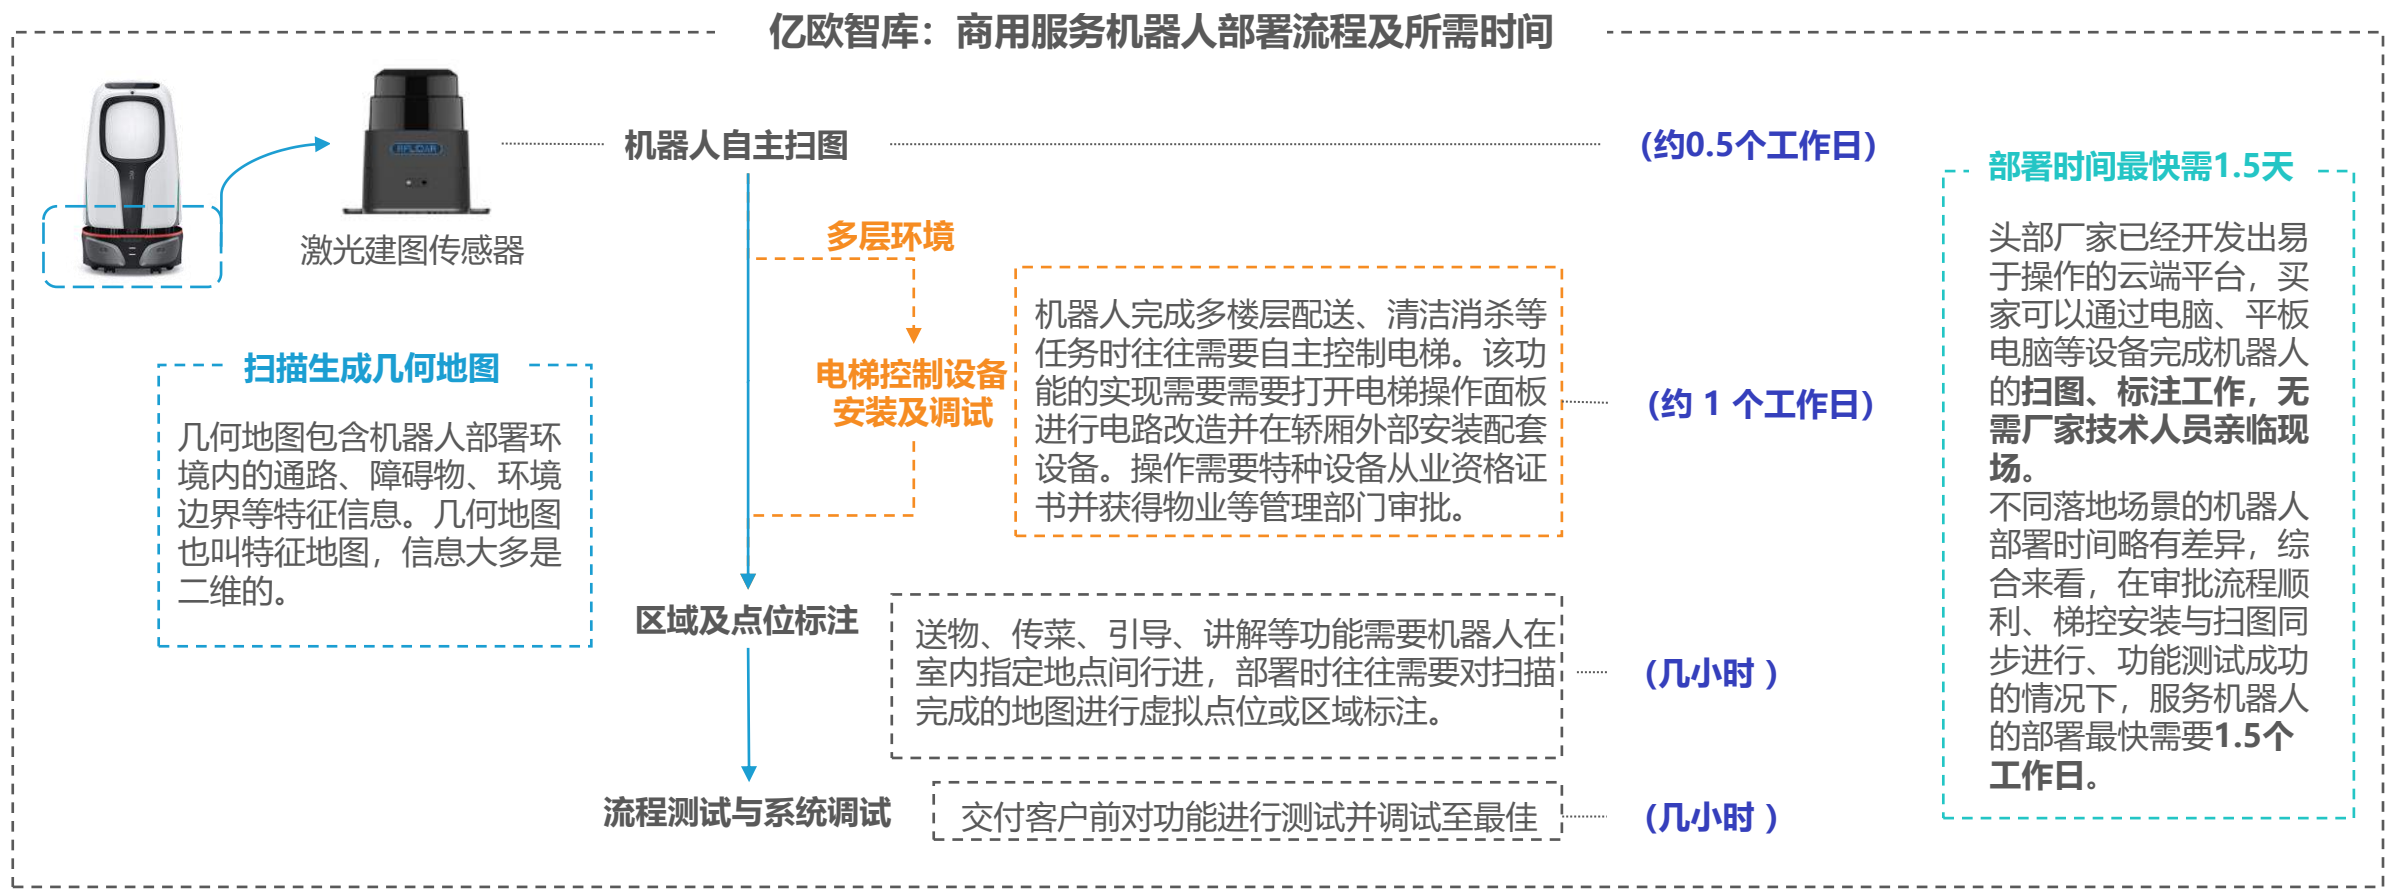 亿欧智库：商用服务机器人部署流程及所需时间
RPLIDAR
激光建图传感器
机器人自主扫图
（约0.5个工作日）
多层环境
电梯控制设备
安装及调试
机器人完成多楼层配送、清洁消杀等
任务时往往需要自主控制电梯。该功
能的实现需要需要打开电梯操作面板
进行电路改造并在轿厢外部安装配套
设备。操作需要特种设备从业资格证
书并获得物业等管理部门审批。
（约 1 个工作日）
扫描生成几何地图
几何地图包含机器人部署环
境内的通路、障碍物、环境
边界等特征信息。几何地图
也叫特征地图，信息大多是
二维的。
区域及点位标注
送物、传菜、引导、讲解等功能需要机器人在
室内指定地点间行进，部署时往往需要对扫描
完成的地图进行虚拟点位或区域标注。
（几小时 ）
流程测试与系统调试
交付客户前对功能进行测试并调试至最佳
（几小时 ）
部署时间最快需1.5天
头部厂家已经开发出易
于操作的云端平台，买
家可以通过电脑、平板
电脑等设备完成机器人
的扫图、标注工作，无
需厂家技术人员亲临现
场。
不同落地场景的机器人
部署时间略有差异，综
合来看，在审批流程顺
利、梯控安装与扫图同
步进行、功能测试成功
的情况下，服务机器人
的部署最快需要1.5个
工作日。